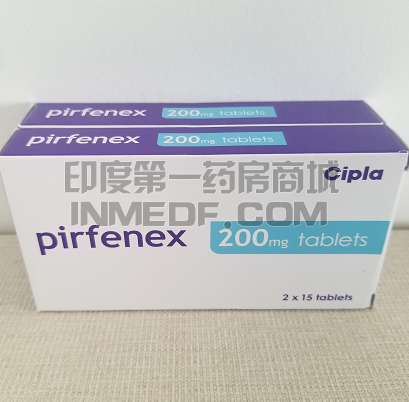 pirfenex 200mg tablets
pirfenex 200mg tablets
Cipla
印度第一药房商城
INMEDF.COM
pirfenex 200mg tablets
2 x 15 tablets